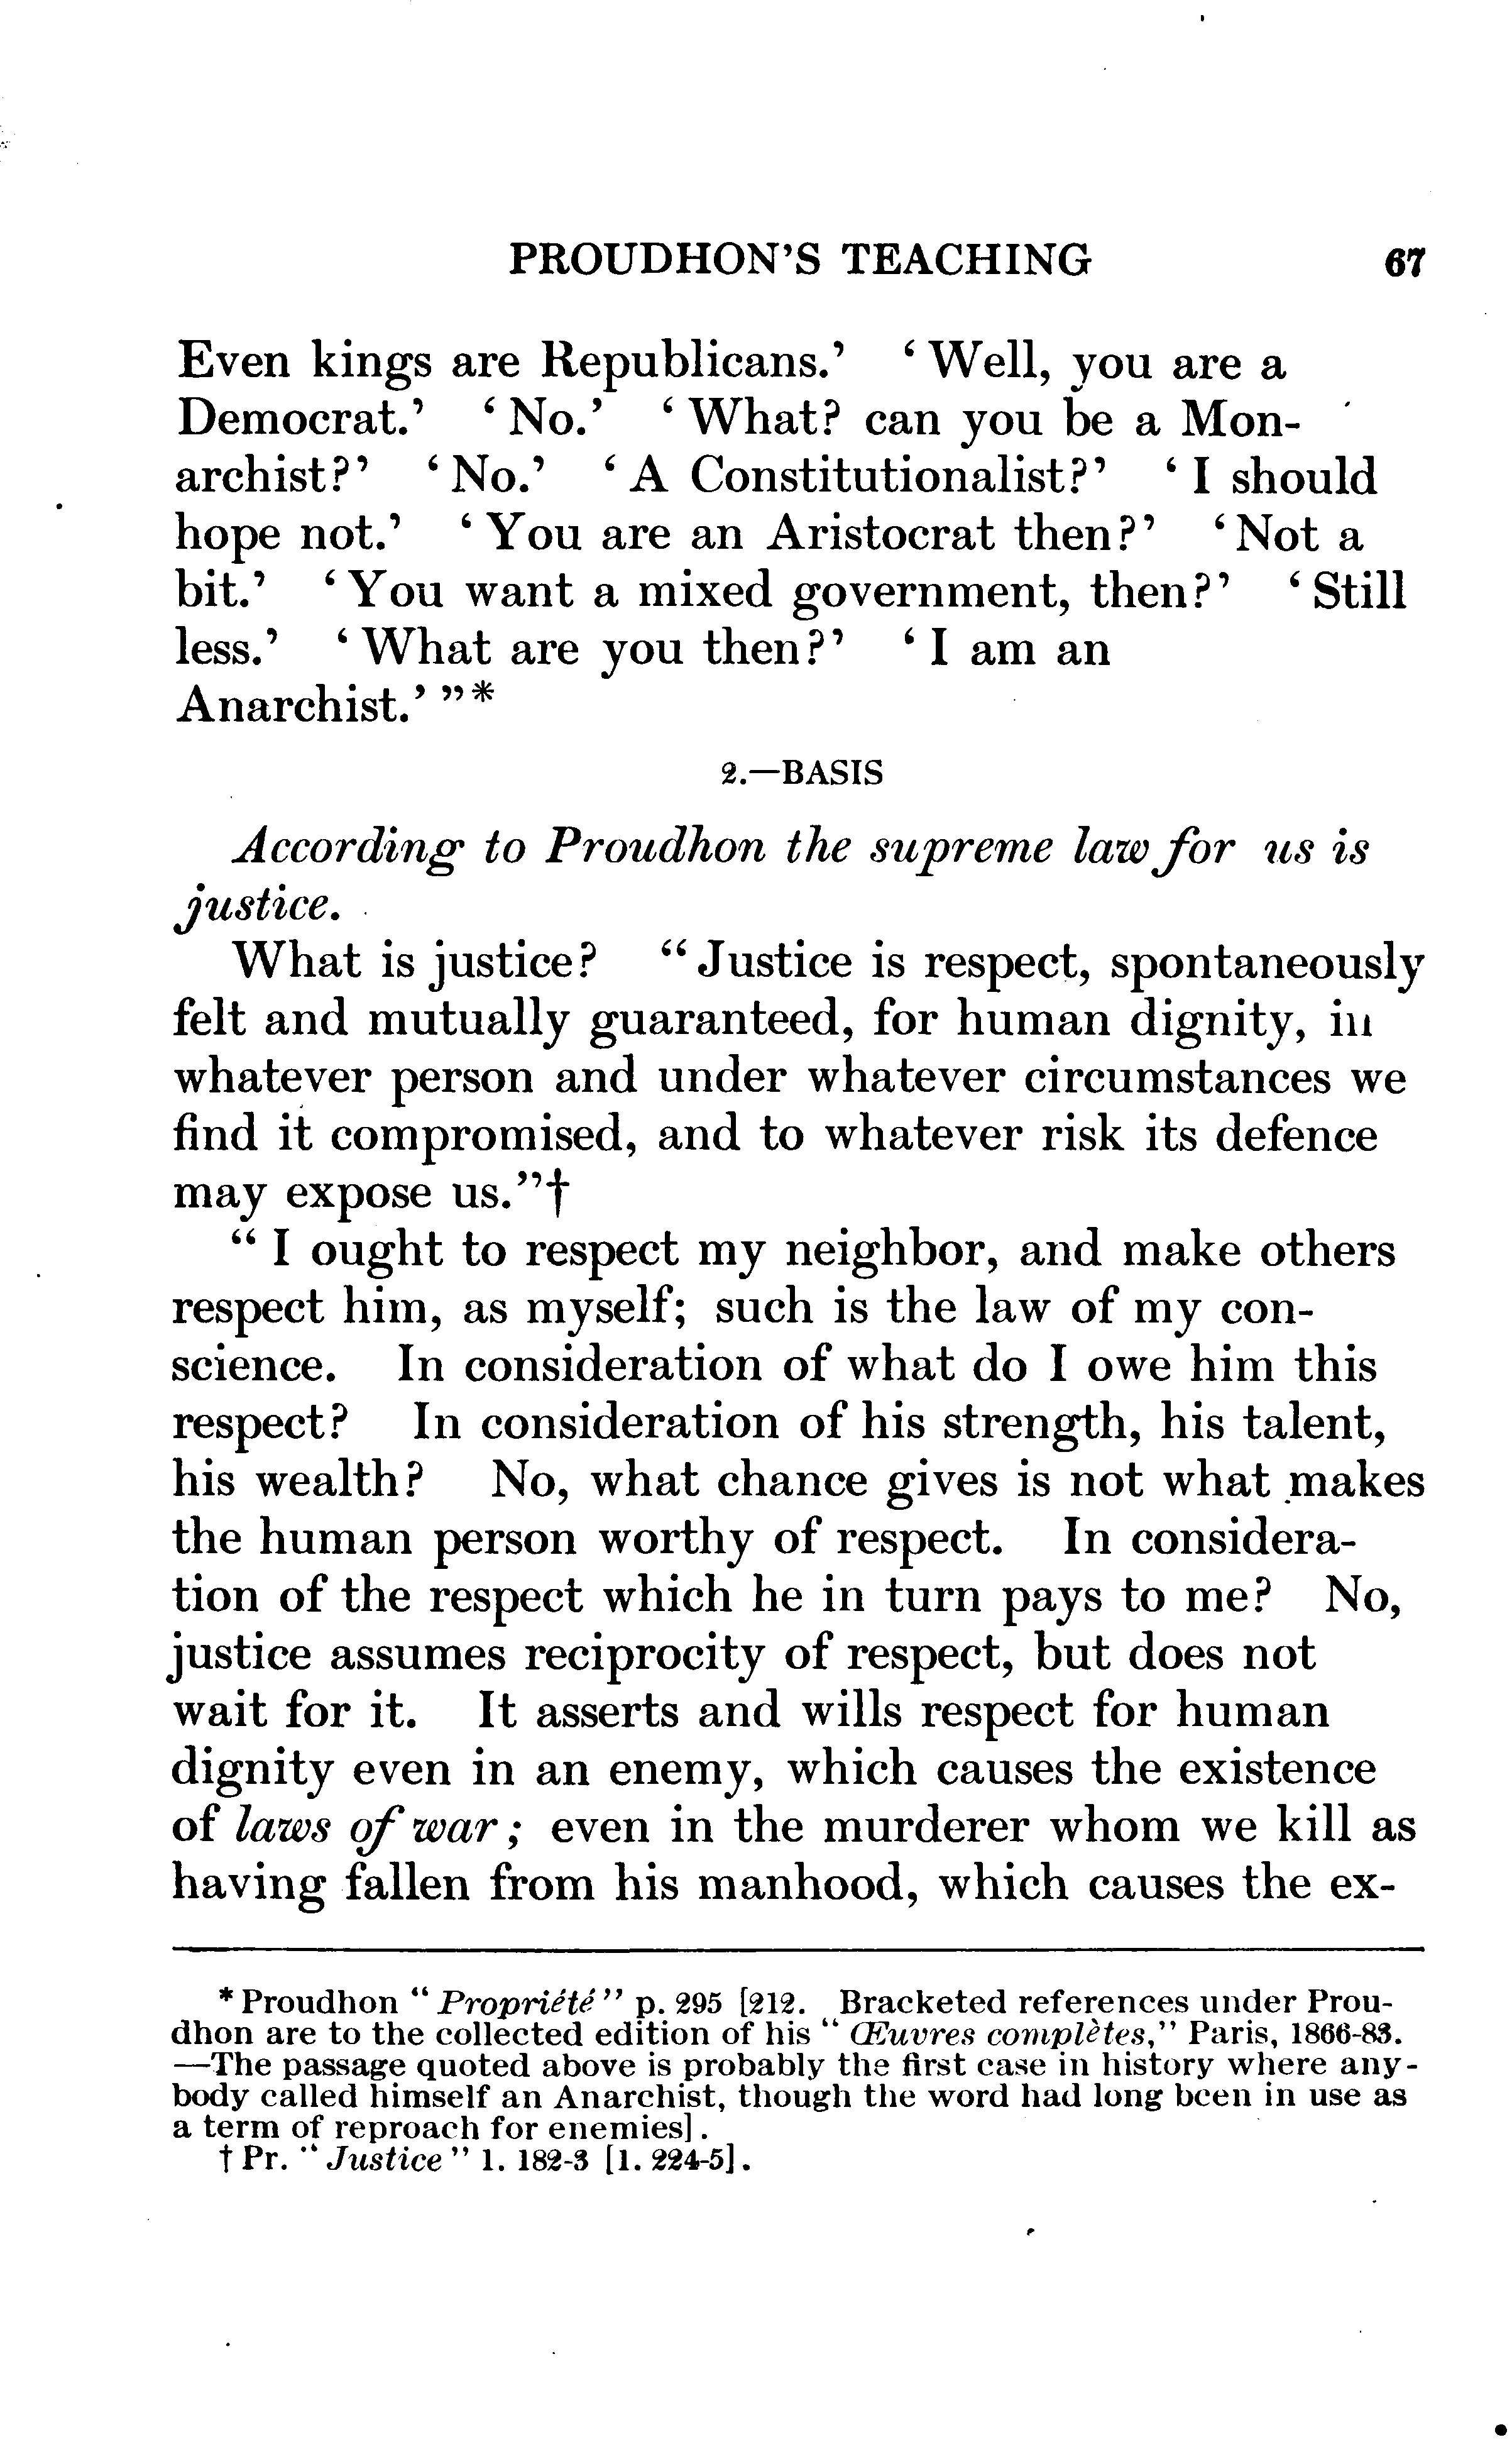 PROUDHON'S TEACHING 67
Even kings are Republicans.' 'Well, you are a
Democrat.' 'No.' 'What? can you be a Mon-
archist?' 'No.' 'A Constitutionalist?' 'I should
hope not.' 'You are an Aristocrat then?' 'Not a
bit.' 'You want a mixed government, then?' 'Still
less.' 'What are you then?' 'I am an
Anarchist.' "*
2.—BASIS
According to Proudhon the supreme law for us is
justice.
What is justice? "Justice is respect, spontaneously
felt and mutually guaranteed, for human dignity, in
whatever person and under whatever circumstances we
find it compromised, and to whatever risk its defence
may expose us."†
"I ought to respect my neighbor, and make others
respect him, as myself; such is the law of my con-
science. In consideration of what do I owe him this
respect? In consideration of his strength, his talent,
his wealth? No, what chance gives is not what makes
the human person worthy of respect. In considera-
tion of the respect which he in turn pays to me? No,
justice assumes reciprocity of respect, but does not
wait for it. It asserts and wills respect for human
dignity even in an enemy, which causes the existence
of laws of war; even in the murderer whom we kill as
having fallen from his manhood, which causes the ex-
* Proudhon "Propriété" p. 295 [212. Bracketed references under Prou-
dhon are to the collected edition of his "Œuvres complètes," Paris, 1866-83.
—The passage quoted above is probably the first case in history where any-
body called himself an Anarchist, though the word had long been in use as
a term of reproach for enemies].
† Pr. "Justice" 1. 182-3 [1. 224-5].